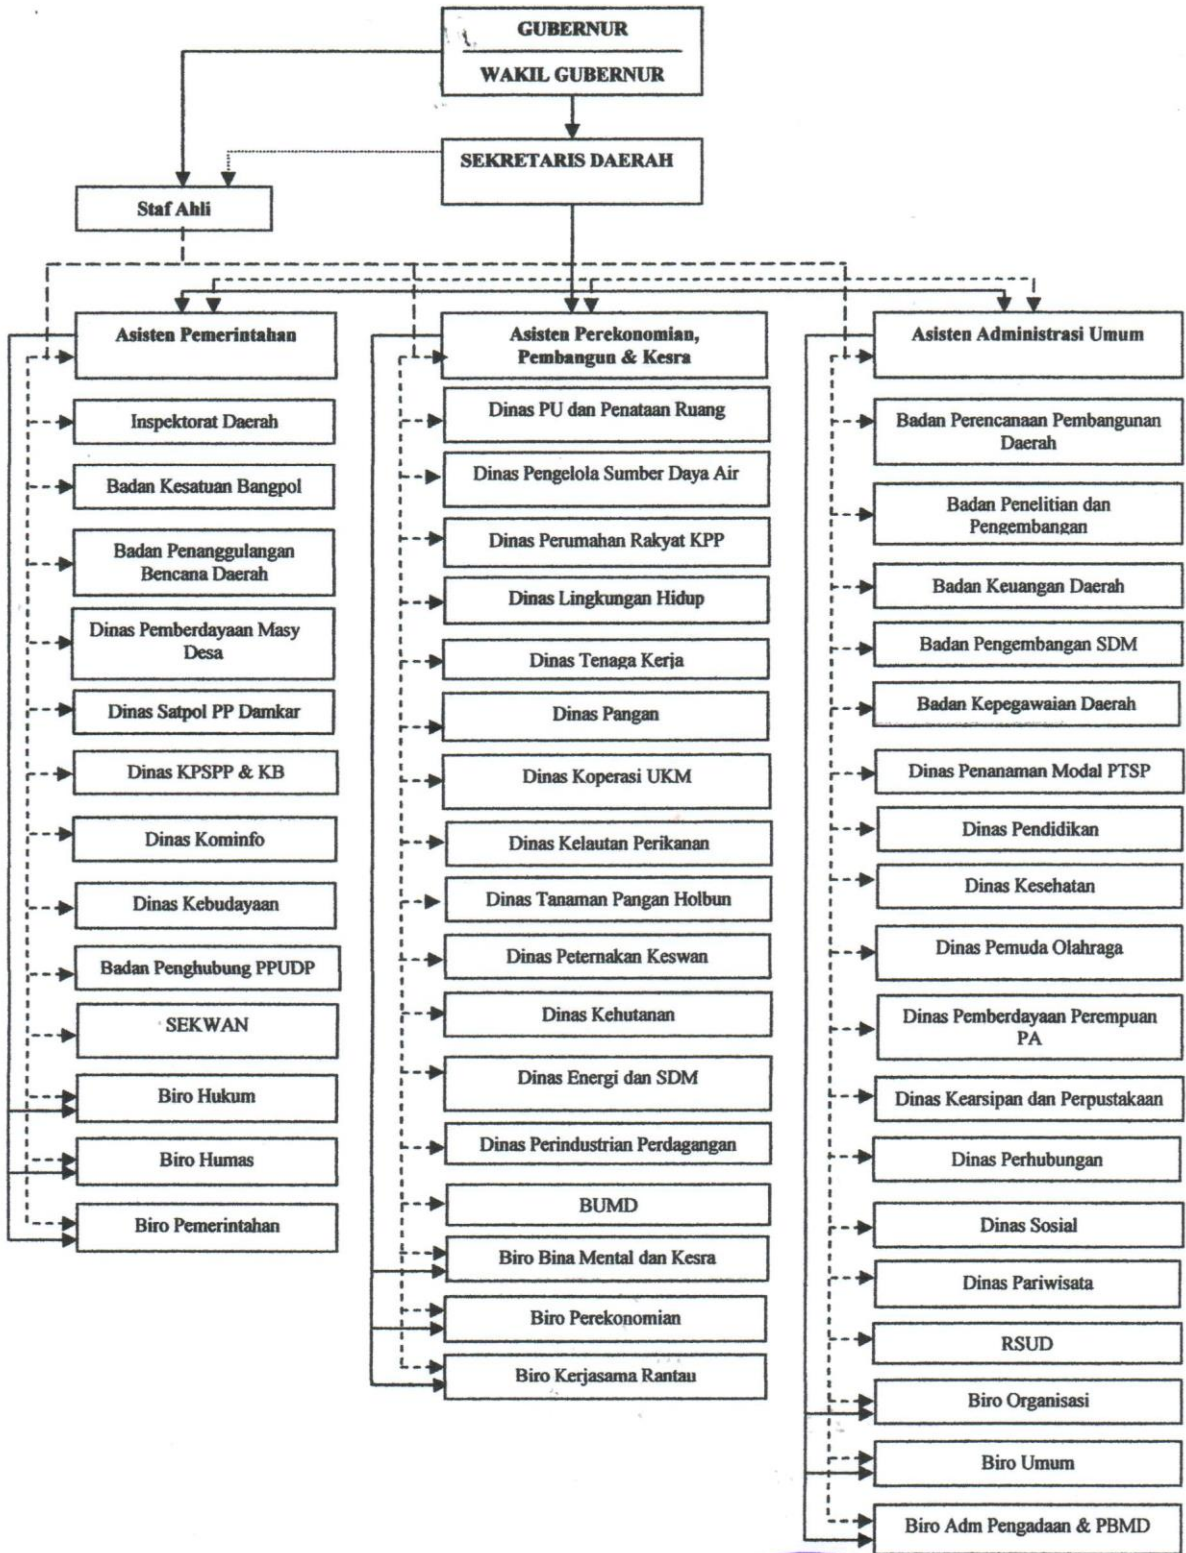 GUBERNUR
WAKIL GUBERNUR
SEKRETARIS DAERAH
Staf Ahli
Asisten Pemerintahan
Inspektorat Daerah
Badan Kesatuan Bangpol
Badan Penanggulangan
Bencana Daerah
Dinas Pemberdayaan Masy
Desa
Dinas Satpol PP Damkar
Dinas KPSPP & KB
Dinas Kominfo
Dinas Kebudayaan
Badan Penghubung PPUDP
SEKWAN
Biro Hukum
Biro Humas
Biro Pemerintahan
Asisten Perekonomian,
Pembangun & Kesra
Dinas PU dan Penataan Ruang
Dinas Pengelola Sumber Daya Air
Dinas Perumahan Rakyat KPP
Dinas Lingkungan Hidup
Dinas Tenaga Kerja
Dinas Pangan
Dinas Koperasi UKM
Dinas Kelautan Perikanan
Dinas Tanaman Pangan Holbun
Dinas Peternakan Keswan
Dinas Kehutanan
Dinas Energi dan SDM
Dinas Perindustrian Perdagangan
BUMD
Biro Bina Mental dan Kesra
Biro Perekonomian
Biro Kerjasama Rantau
Asisten Administrasi Umum
Badan Perencanaan Pembangunan
Daerah
Badan Penelitian dan
Pengembangan
Badan Keuangan Daerah
Badan Pengembangan SDM
Badan Kepegawaian Daerah
Dinas Penanaman Modal PTSP
Dinas Pendidikan
Dinas Kesehatan
Dinas Pemuda Olahraga
Dinas Pemberdayaan Perempuan
PA
Dinas Kearsipan dan Perpustakaan
Dinas Perhubungan
Dinas Sosial
Dinas Pariwisata
RSUD
Biro Organisasi
Biro Umum
Biro Adm Pengadaan & PBMD